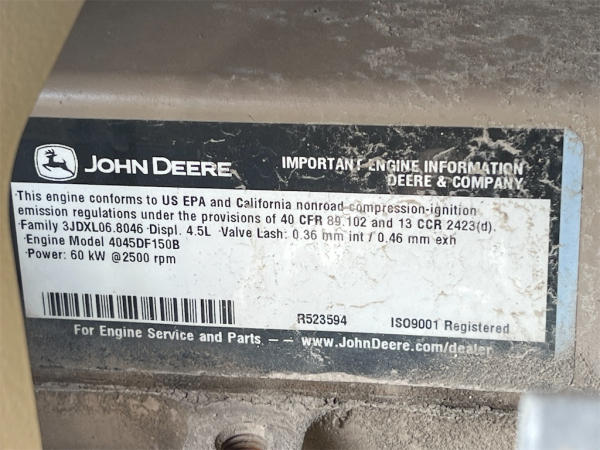 JOHN DEERE
IMPORTANT ENGINE INFORMATION
DEERE & COMPANY
This engine conforms to US EPA and California nonroad compression-ignition
emission regulations under the provisions of 40 CFR 89.102 and 13 CCR 2423(d).
Family 3JDXL06.8046 Displ. 4.5L Valve Lash: 0.36 mm int / 0.46 mm exh
Engine Model 4045DF150B
Power: 60 kW @2500 rpm
R523594 ISO9001 Registered
For Engine Service and Parts -- www.JohnDeere.com/dealer